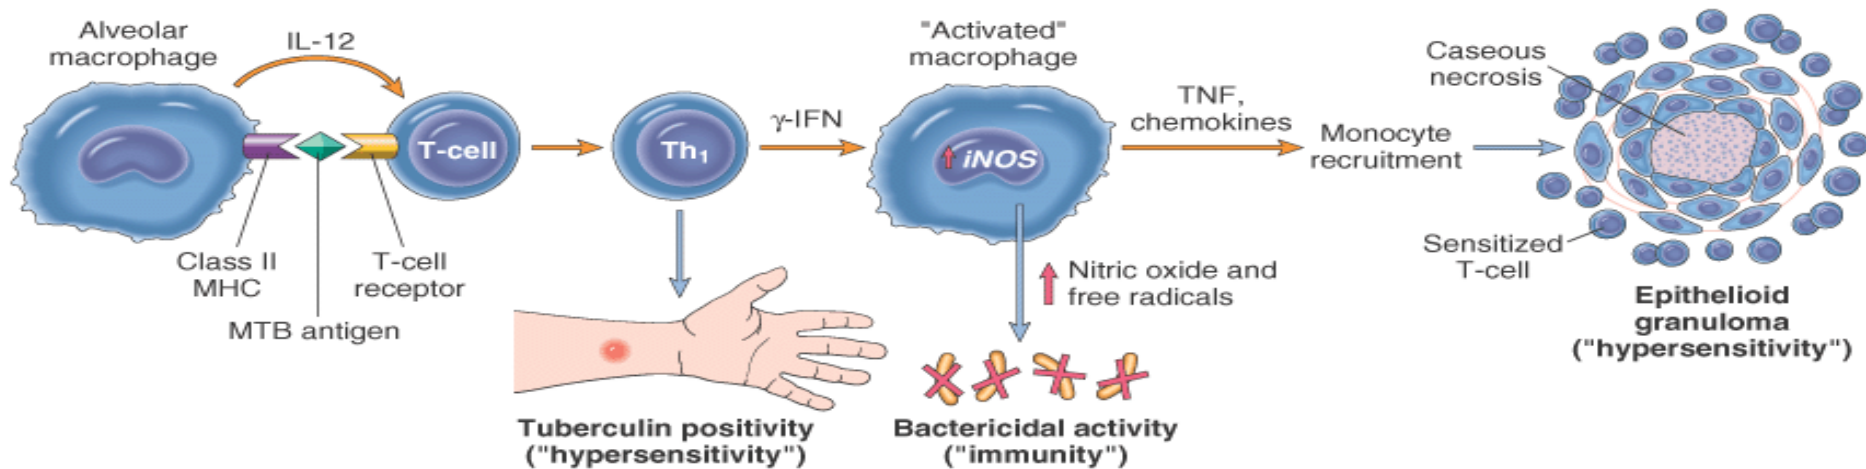 Alveolar
macrophage
IL-12
Class II
MHC
MTB antigen
T-cell
receptor
T-cell
Th1
γ-IFN
Tuberculin positivity
("hypersensitivity")
"Activated"
macrophage
iNOS
Nitric oxide and
free radicals
Bactericidal activity
("immunity")
TNF,
chemokines
Monocyte
recruitment
Caseous
necrosis
Sensitized
T-cell
Epithelioid
granuloma
("hypersensitivity")